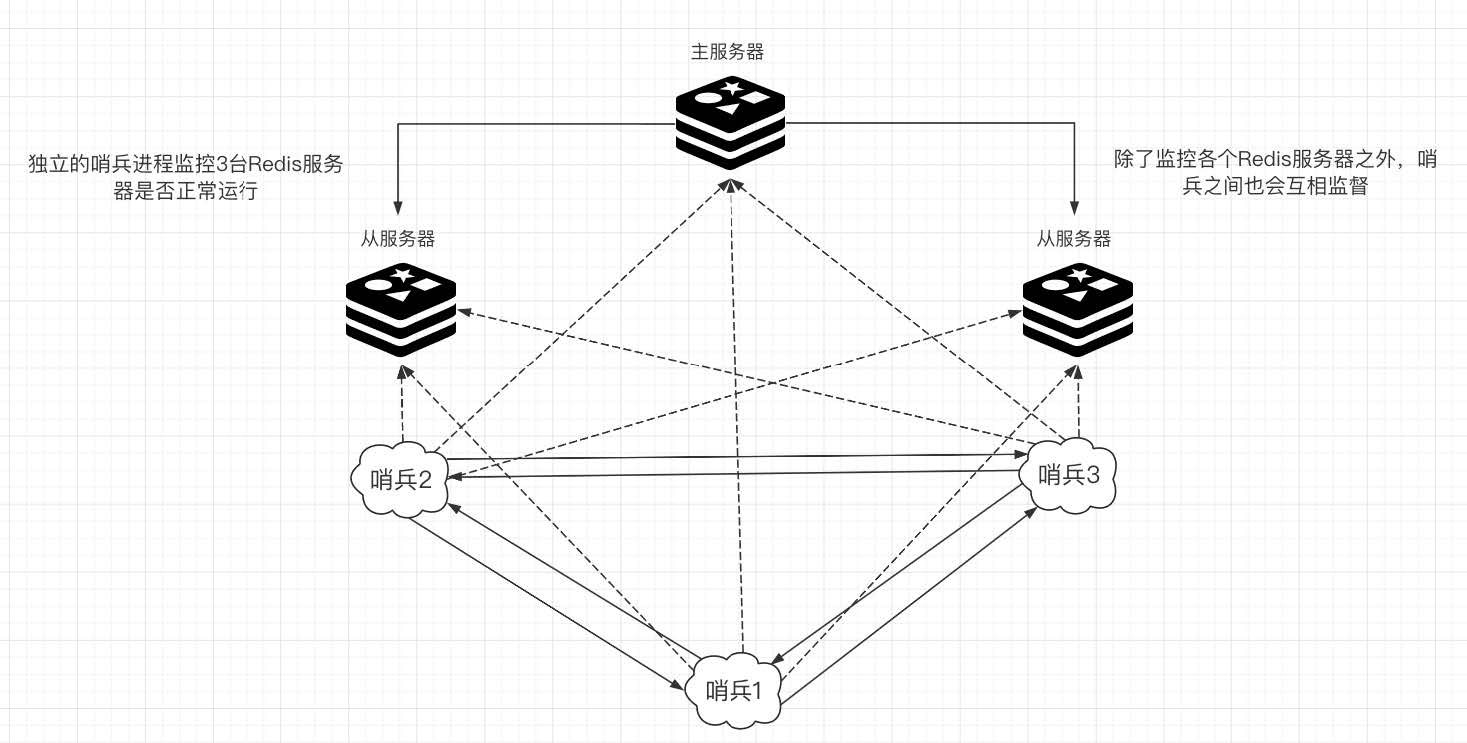 主服务器
独立的哨兵进程监控3台Redis服务
器是否正常运行
除了监控各个Redis服务器之外，哨
兵之间也会互相监督
从服务器
从服务器
哨兵2
哨兵3
哨兵1